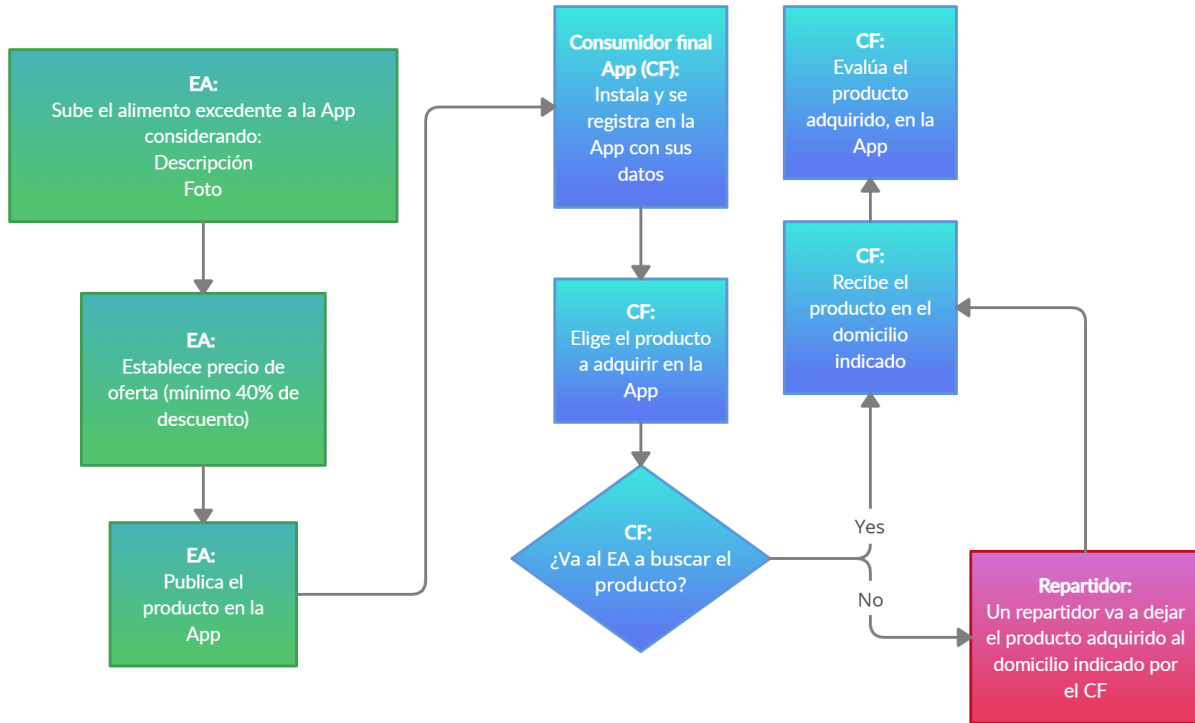 EA:
Sube el alimento excedente a la App
considerando:
Descripción
Foto
EA:
Establece precio de
oferta (mínimo 40% de
descuento)
EA:
Publica el
producto en la
App
Consumidor final
App (CF):
Instala y se
registra en la
App con sus
datos
CF:
Elige el producto
a adquirir en la
App
CF:
¿Va al EA a buscar el
producto?
Yes
No
Repartidor:
Un repartidor va a dejar
el producto adquirido al
domicilio indicado por
el CF
CF:
Recibe el
producto en el
domicilio
indicado
CF:
Evalúa el
producto
adquirido, en la
App